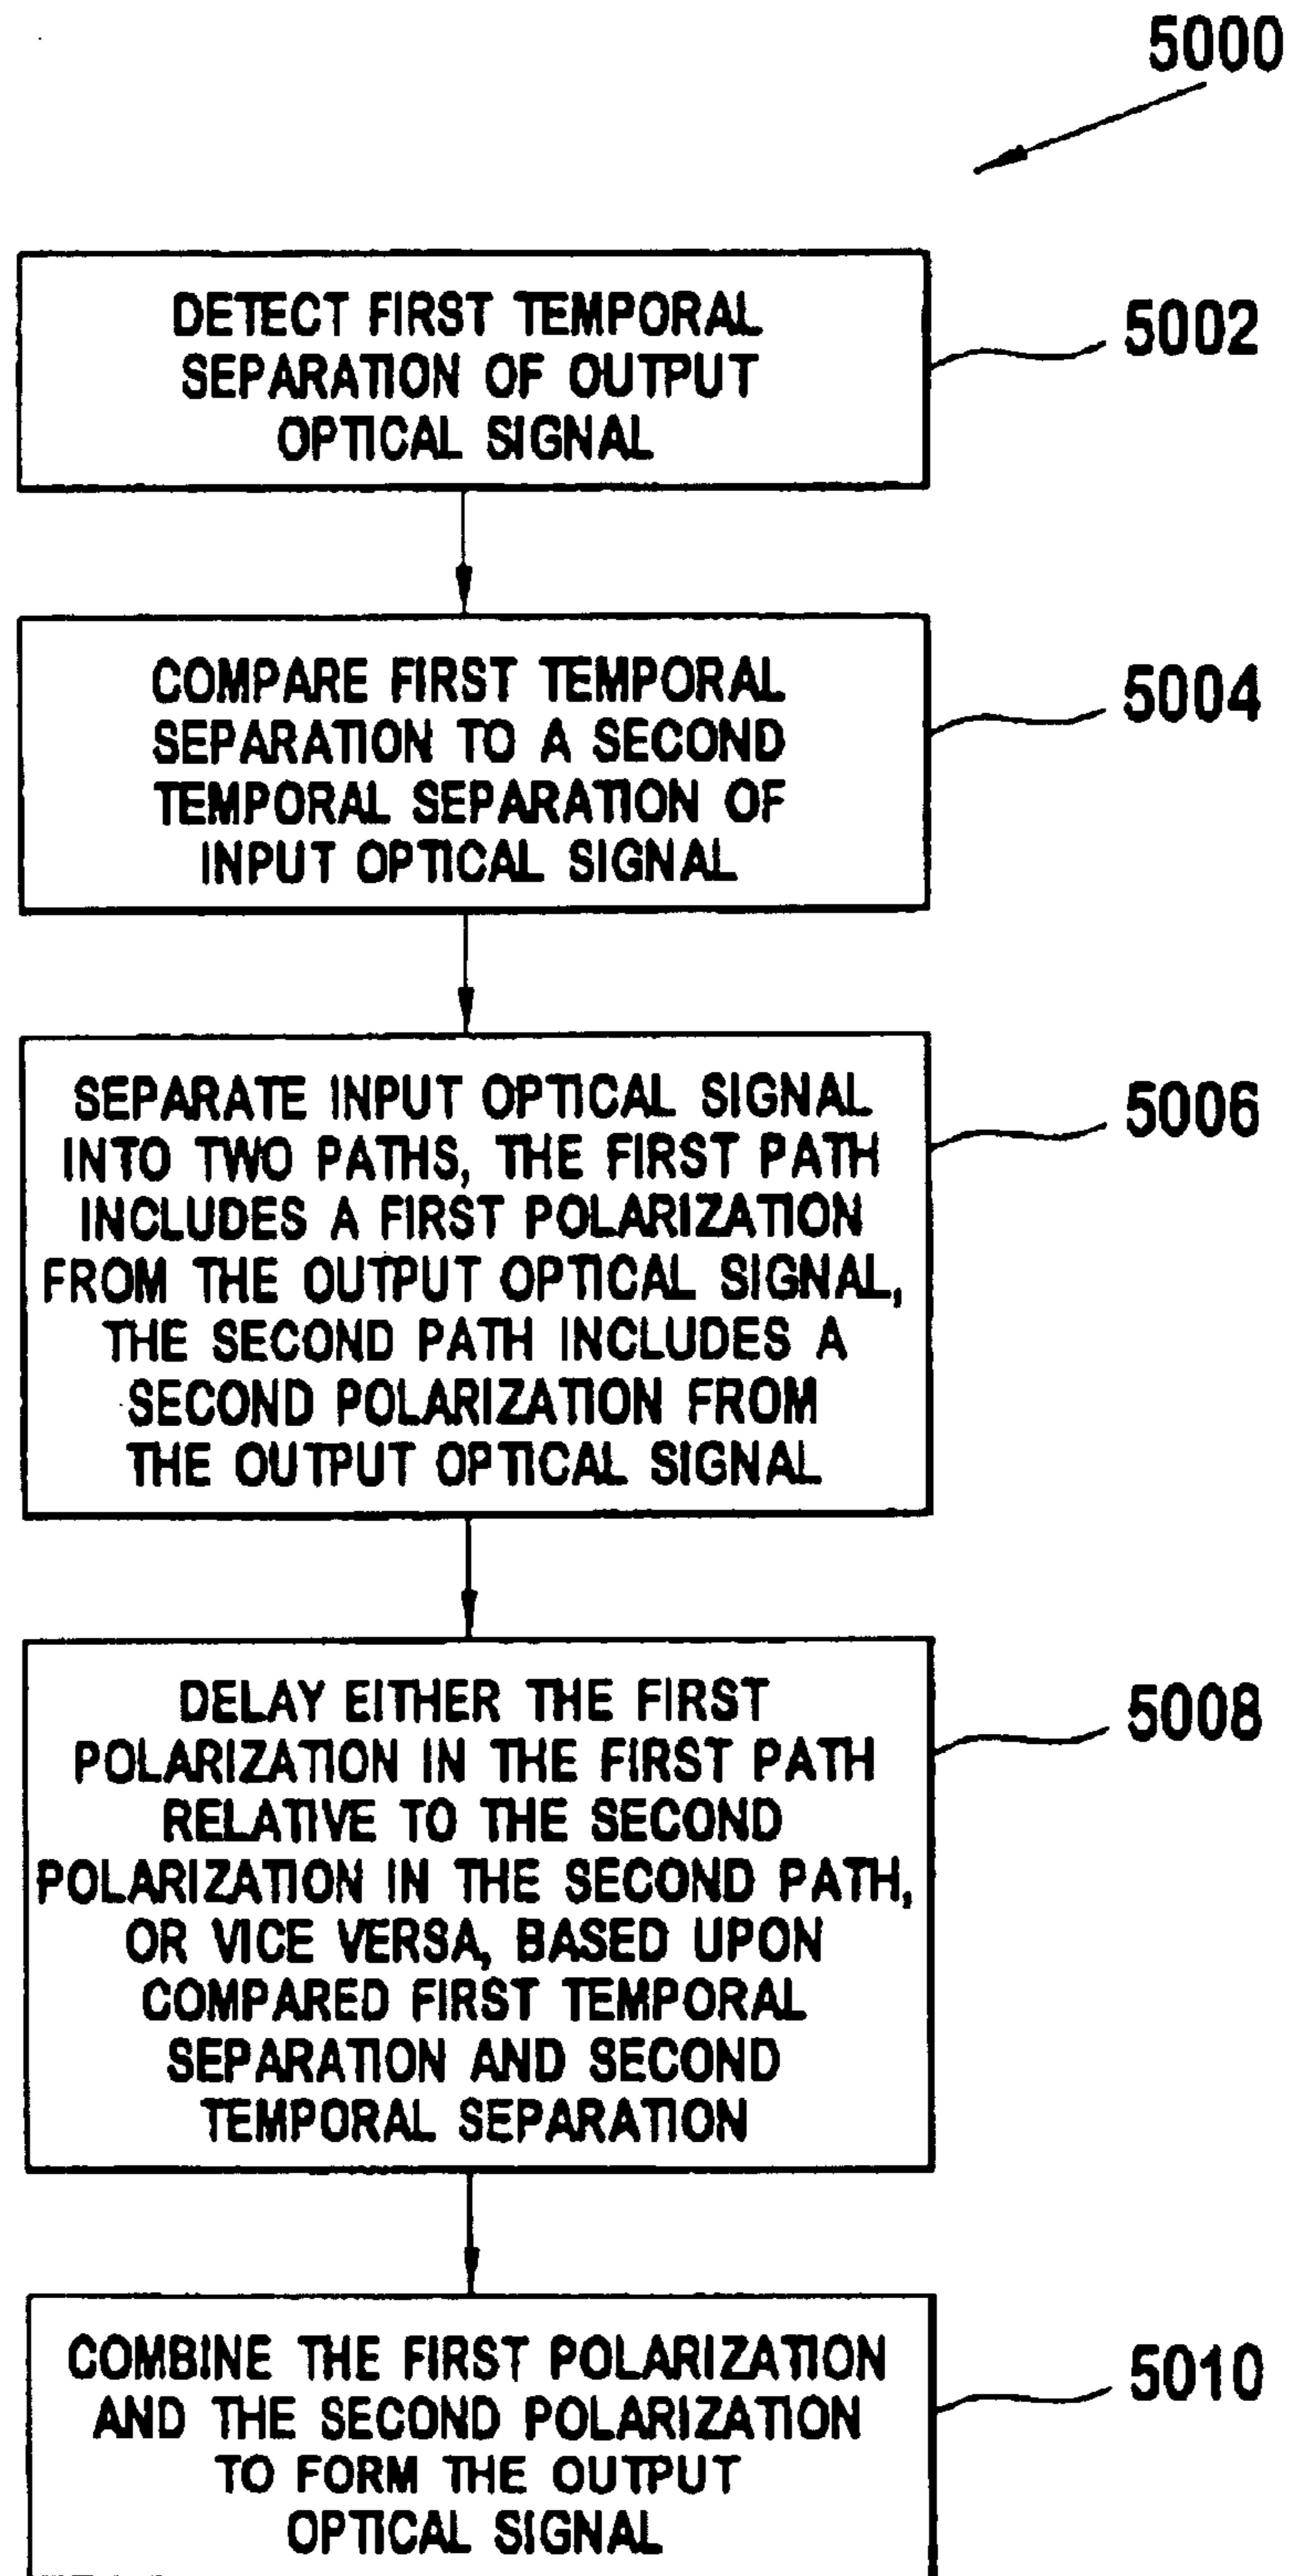 5000
DETECT FIRST TEMPORAL
SEPARATION OF OUTPUT
OPTICAL SIGNAL
5002
COMPARE FIRST TEMPORAL
SEPARATION TO A SECOND
TEMPORAL SEPARATION OF
INPUT OPTICAL SIGNAL
5004
SEPARATE INPUT OPTICAL SIGNAL
INTO TWO PATHS, THE FIRST PATH
INCLUDES A FIRST POLARIZATION
FROM THE OUTPUT OPTICAL SIGNAL,
THE SECOND PATH INCLUDES A
SECOND POLARIZATION FROM
THE OUTPUT OPTICAL SIGNAL
5006
DELAY EITHER THE FIRST
POLARIZATION IN THE FIRST PATH
RELATIVE TO THE SECOND
POLARIZATION IN THE SECOND PATH,
OR VICE VERSA, BASED UPON
COMPARED FIRST TEMPORAL
SEPARATION AND SECOND
TEMPORAL SEPARATION
5008
COMBINE THE FIRST POLARIZATION
AND THE SECOND POLARIZATION
TO FORM THE OUTPUT
OPTICAL SIGNAL
5010